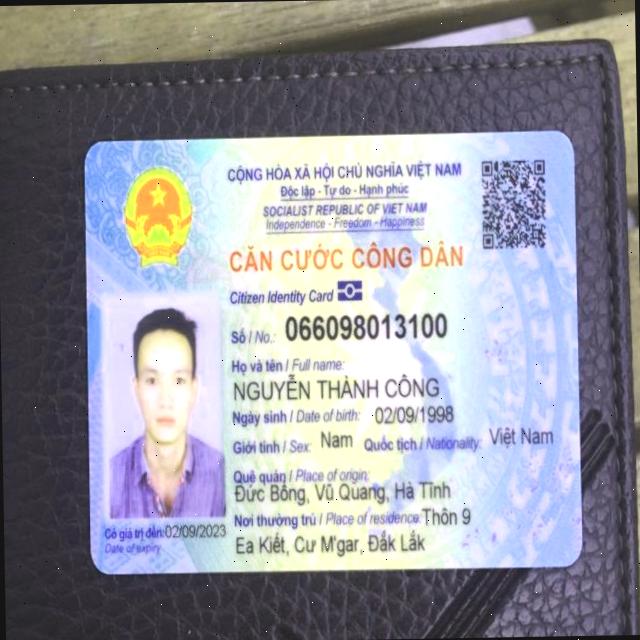 CỘNG HÒA XÃ HỘI CHỦ NGHĨA VIỆT NAM
Độc lập - Tự do - Hạnh phúc
SOCIALIST REPUBLIC OF VIET NAM
Independence - Freedom - Happiness
CĂN CƯỚC CÔNG DÂN
Citizen Identity Card
Số / No.: 066098013100
Họ và tên / Full name:
NGUYỄN THÀNH CÔNG
Ngày sinh / Date of birth: 02/09/1998
Giới tính / Sex: Nam Quốc tịch / Nationality: Việt Nam
Quê quán / Place of origin:
Đức Bông, Vũ Quang, Hà Tĩnh
Nơi thường trú / Place of residence: Thôn 9
Ea Kiết, Cư M'gar, Đắk Lắk
Có giá trị đến: 02/09/2023
Date of expiry